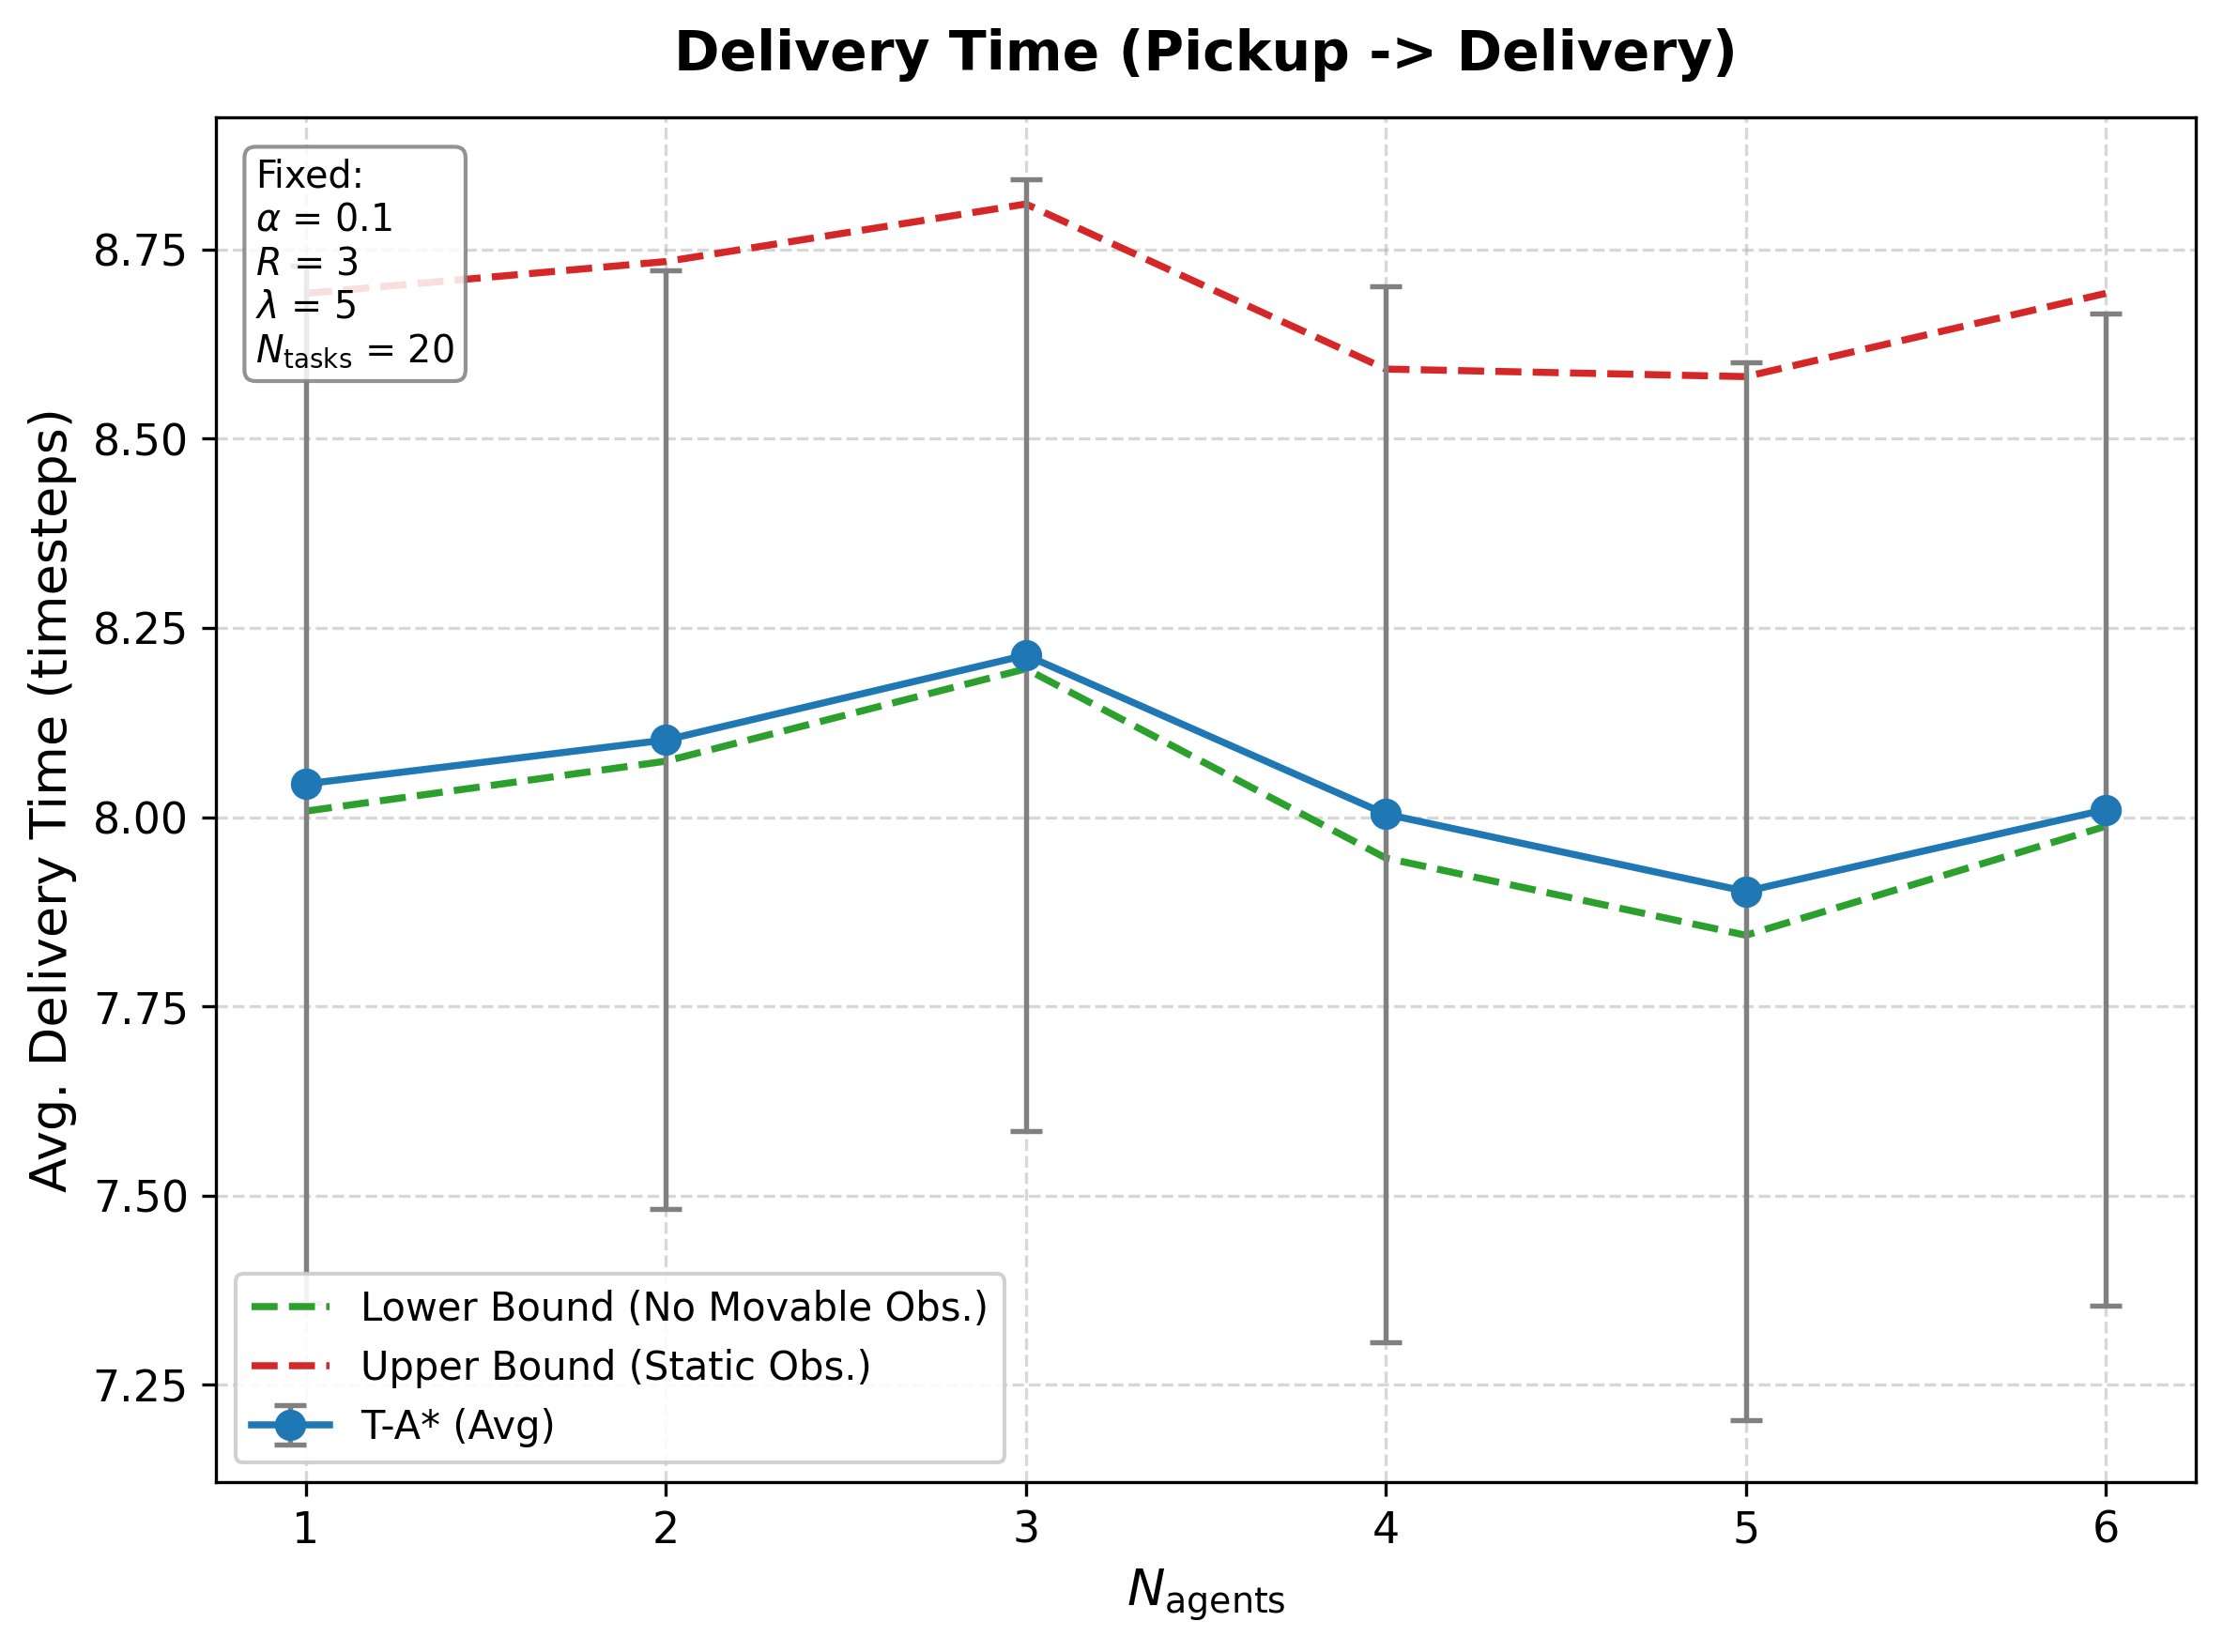 Delivery Time (Pickup -> Delivery)
Fixed:
α = 0.1
R = 3
λ = 5
N_tasks = 20
Avg. Delivery Time (timesteps)
8.75
8.50
8.25
8.00
7.75
7.50
7.25
Lower Bound (No Movable Obs.)
Upper Bound (Static Obs.)
T-A* (Avg)
1 2 3 4 5 6
N_agents